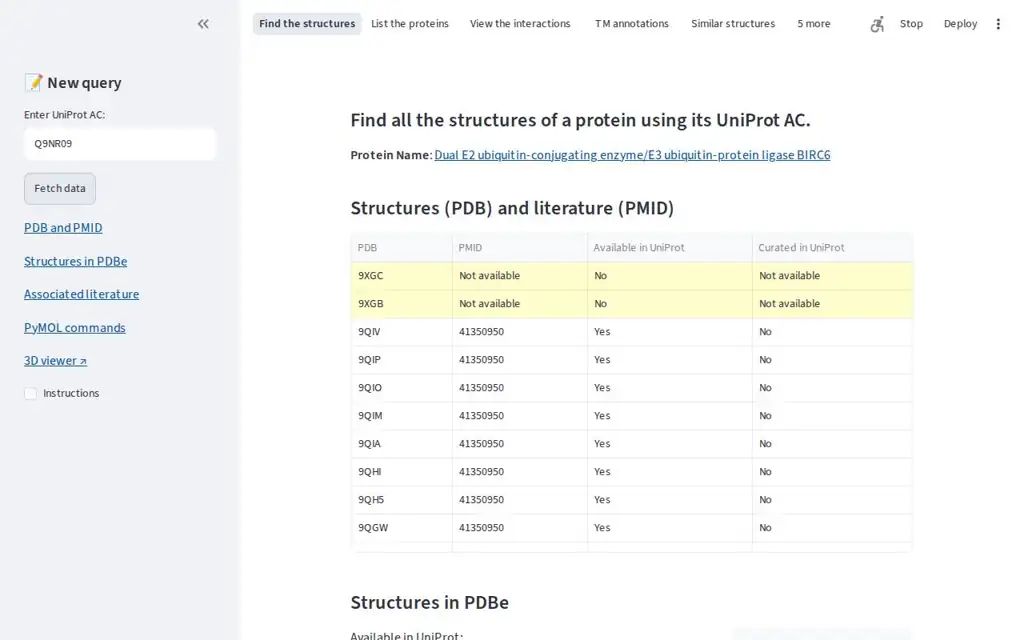 Find the structures List the proteins View the interactions TM annotations Similar structures 5 more Stop Deploy
📝 New query
Enter UniProt AC:
Q9NR09
Fetch data
PDB and PMID
Structures in PDBe
Associated literature
PyMOL commands
3D viewer ↗
Instructions
Find all the structures of a protein using its UniProt AC.
Protein Name: Dual E2 ubiquitin-conjugating enzyme/E3 ubiquitin-protein ligase BIRC6
Structures (PDB) and literature (PMID)
PDB PMID Available in UniProt Curated in UniProt
9XGC Not available No Not available
9XGB Not available No Not available
9QIV 41350950 Yes No
9QIP 41350950 Yes No
9QIO 41350950 Yes No
9QIM 41350950 Yes No
9QIA 41350950 Yes No
9QHI 41350950 Yes No
9QH5 41350950 Yes No
9QGW 41350950 Yes No
Structures in PDBe
Available in UniProt: